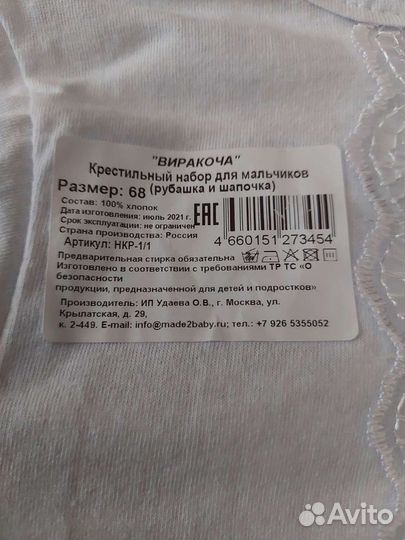 "ВИРАКОЧА"
Крестильный набор для мальчиков
Размер: 68 (рубашка и шапочка)
Состав: 100% хлопок
Дата изготовления: июль 2021 г.
Срок эксплуатации: не ограничен
Страна производства: Россия
Артикул: НКР-1/1
EAC
4 660151 273454
Предварительная стирка обязательна
Изготовлено в соответствии с требованиями ТР ТС «О
безопасности
продукции, предназначенной для детей и подростков»
Производитель: ИП Удаева О.В., г. Москва, ул.
Крылатская, д. 29,
к. 2-449. E-mail: info@made2baby.ru; тел.: +7 926 5355052
Avito